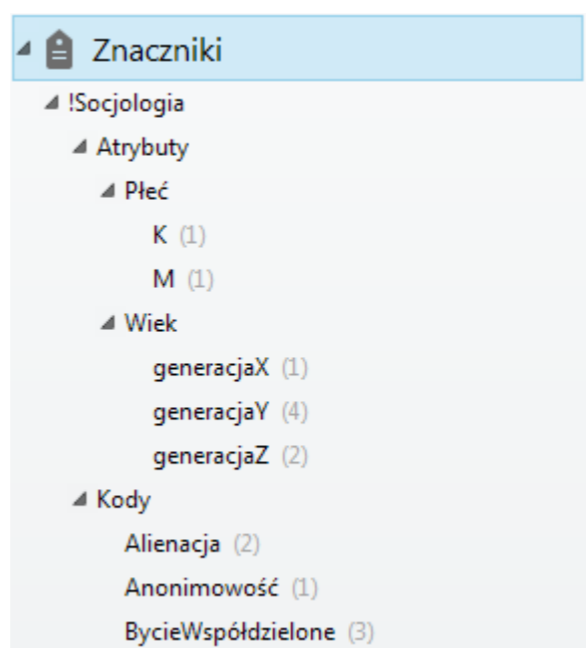 Znaczniki
!Socjologia
Atrybuty
Płeć
K (1)
M (1)
Wiek
generacjaX (1)
generacjaY (4)
generacjaZ (2)
Kody
Alienacja (2)
Anonimowość (1)
BycieWspółdzielone (3)